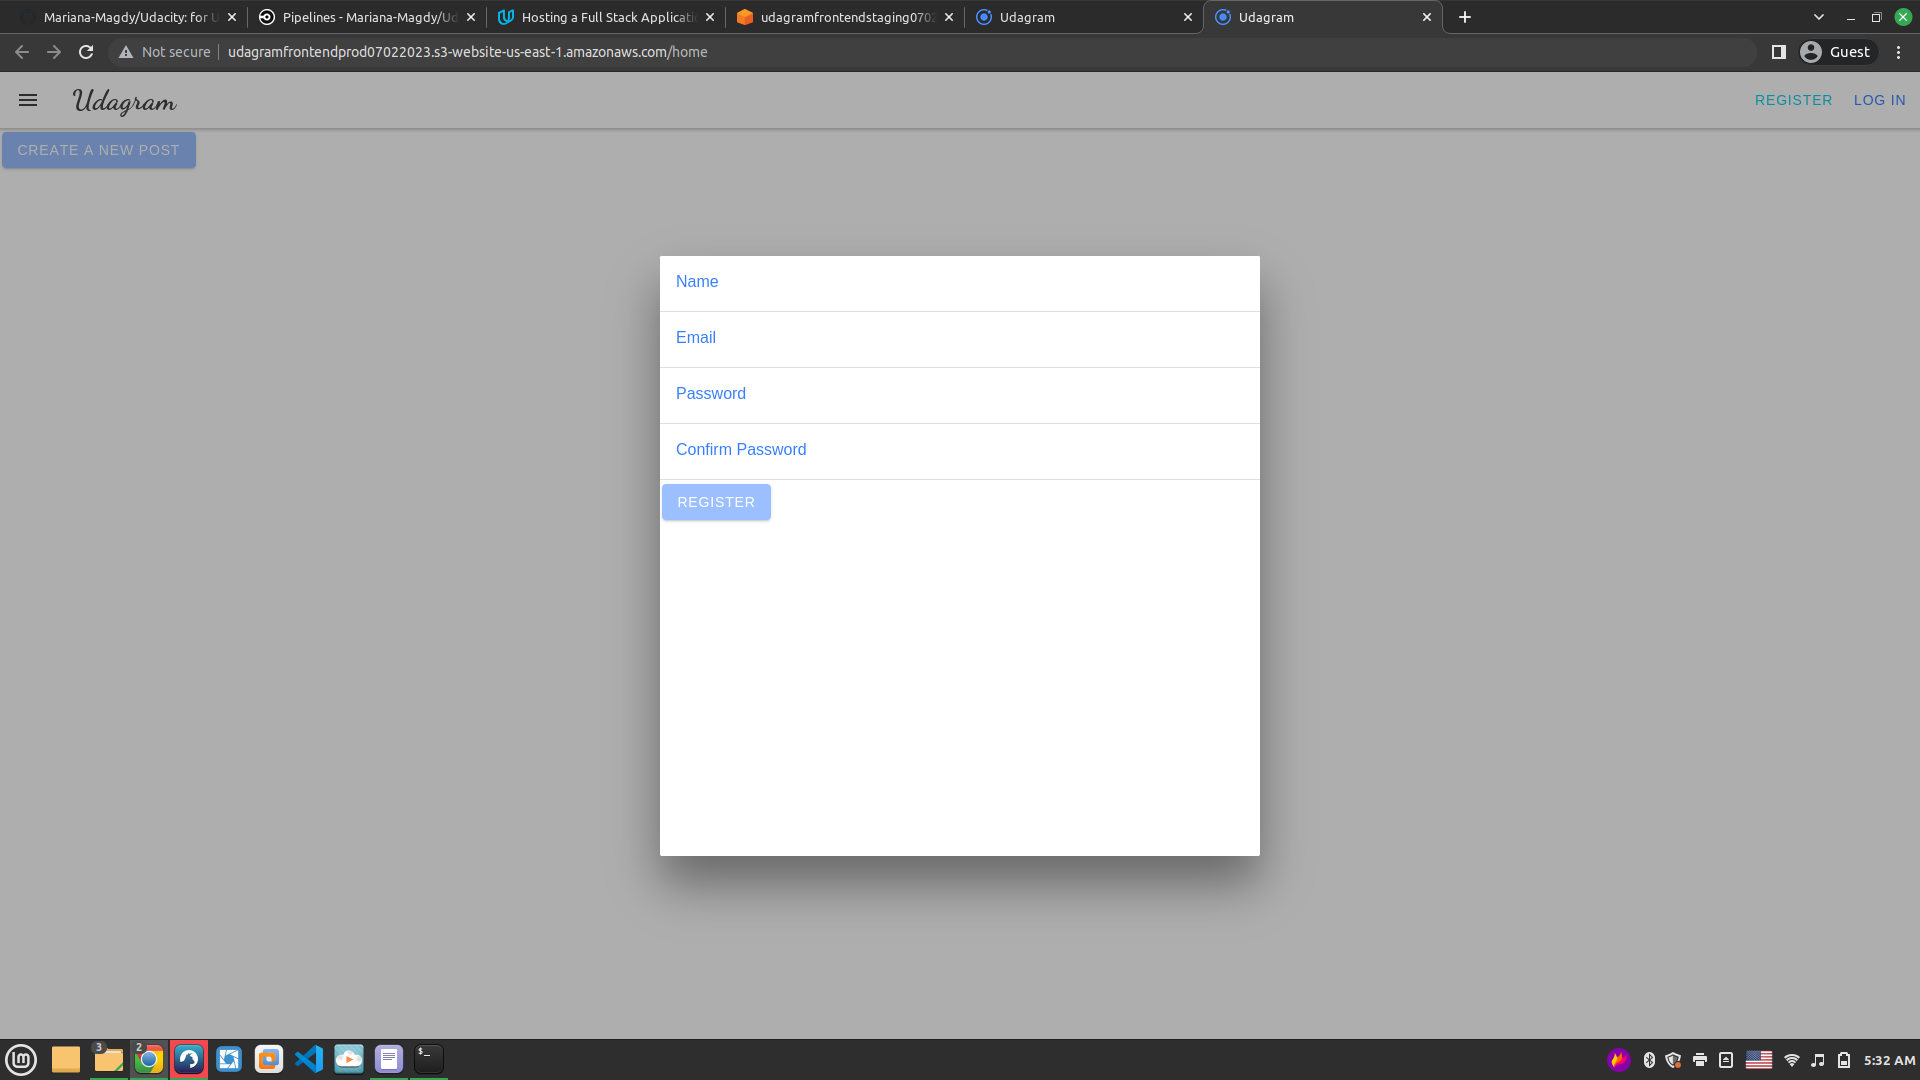 Mariana-Magdy/Udacity: for U
Pipelines - Mariana-Magdy/Ud
Hosting a Full Stack Applicati
udagramfrontendstaging0702
Udagram
Udagram
Not secure
udagramfrontendprod07022023.s3-website-us-east-1.amazonaws.com/home
Guest
Udagram
REGISTER
LOG IN
CREATE A NEW POST
Name
Email
Password
Confirm Password
REGISTER
3
2
$_
5:32 AM